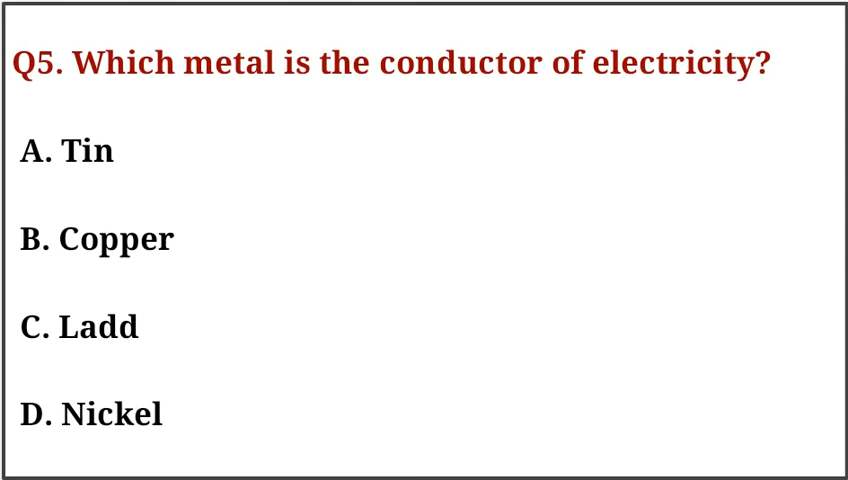 Q5. Which metal is the conductor of electricity?
A. Tin
B. Copper
C. Ladd
D. Nickel